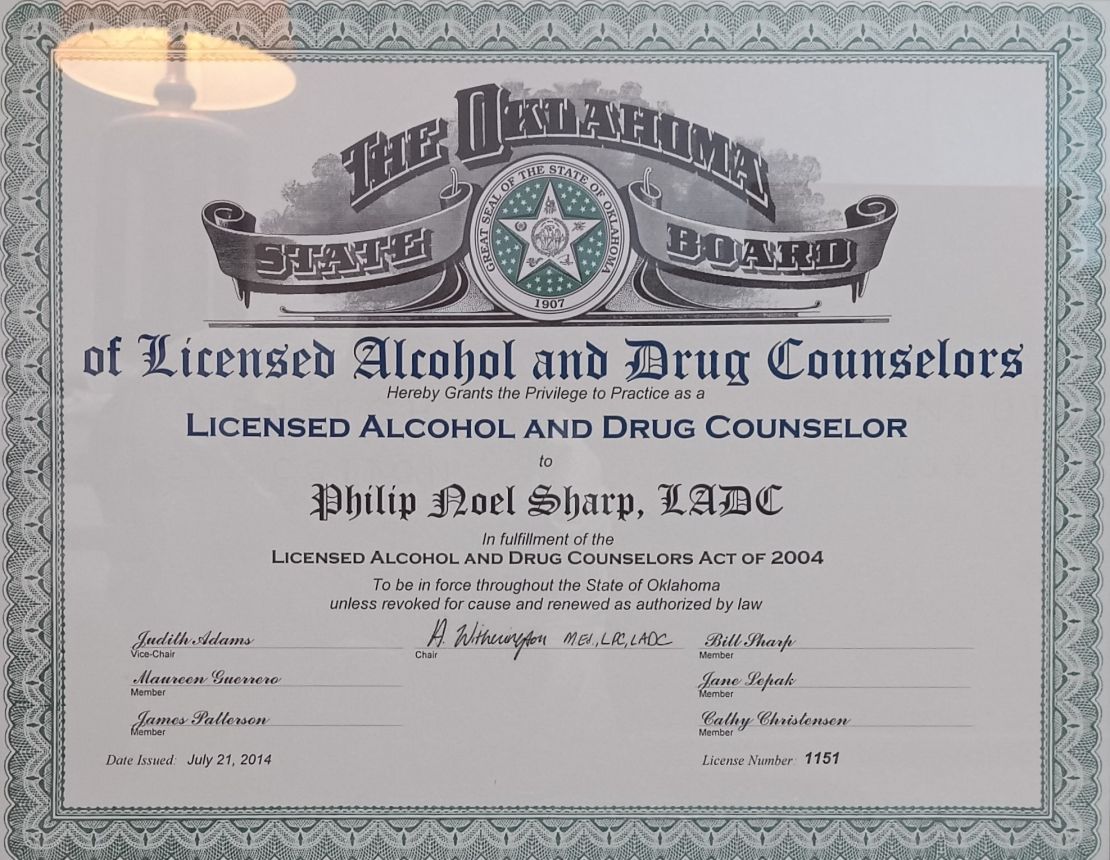 THE OKLAHOMA
STATE BOARD
GREAT SEAL OF THE STATE OF OKLAHOMA
1907
of Licensed Alcohol and Drug Counselors
Hereby Grants the Privilege to Practice as a
LICENSED ALCOHOL AND DRUG COUNSELOR
to
Philip Noel Sharp, LADC
In fulfillment of the
LICENSED ALCOHOL AND DRUG COUNSELORS ACT OF 2004
To be in force throughout the State of Oklahoma
unless revoked for cause and renewed as authorized by law
Judith Adams
Vice-Chair
A. Witherington MEd., LPC, LADC
Chair
Bill Sharp
Member
Maureen Guerrero
Member
Jane Lepak
Member
James Patterson
Member
Cathy Christensen
Member
Date Issued: July 21, 2014
License Number: 1151